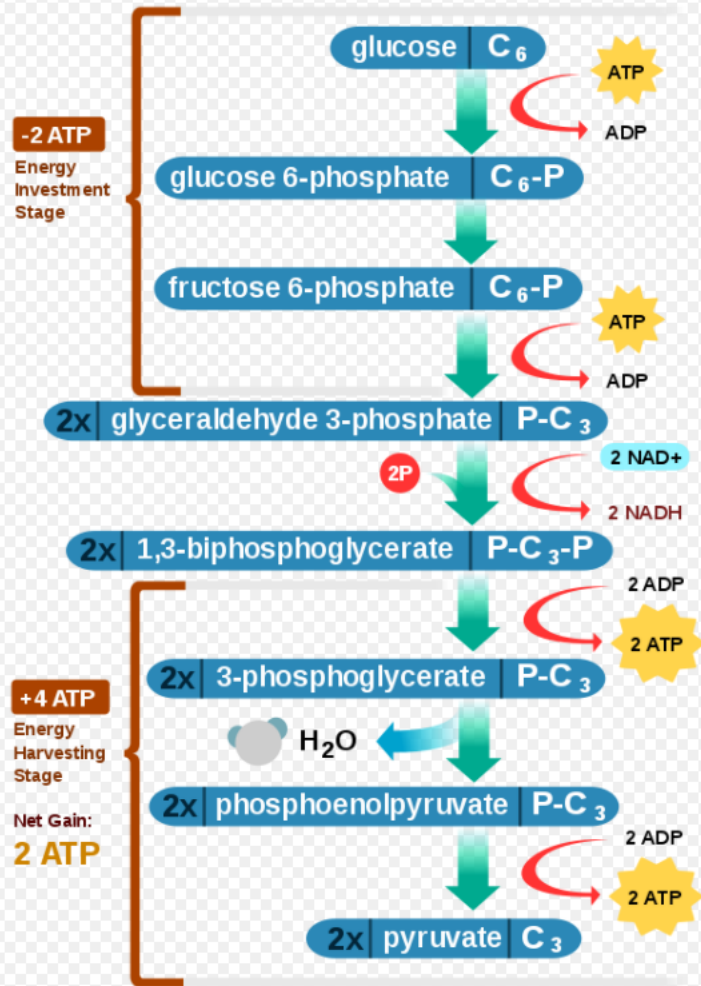 glucose C6
ATP
ADP
-2 ATP
Energy
Investment
Stage
glucose 6-phosphate C6-P
fructose 6-phosphate C6-P
ATP
ADP
2x glyceraldehyde 3-phosphate P-C3
2P
2 NAD+
2 NADH
2x 1,3-biphosphoglycerate P-C3-P
2 ADP
2 ATP
2x 3-phosphoglycerate P-C3
+4 ATP
Energy
Harvesting
Stage
H2O
2x phosphoenolpyruvate P-C3
Net Gain:
2 ATP
2 ADP
2 ATP
2x pyruvate C3